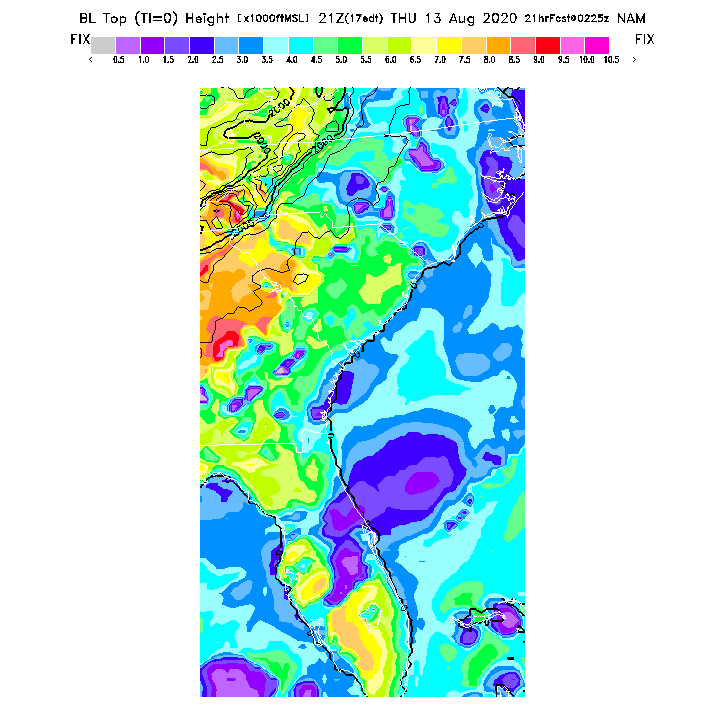 BL Top (TI=0) Height [x1000ftMSL] 21Z(17edt) THU 13 Aug 2020 21hrFcst@0225z NAM
FIX FIX
< 0.5 1.0 1.5 2.0 2.5 3.0 3.5 4.0 4.5 5.0 5.5 6.0 6.5 7.0 7.5 8.0 8.5 9.0 9.5 10.0 10.5 >
2000
2000
2000